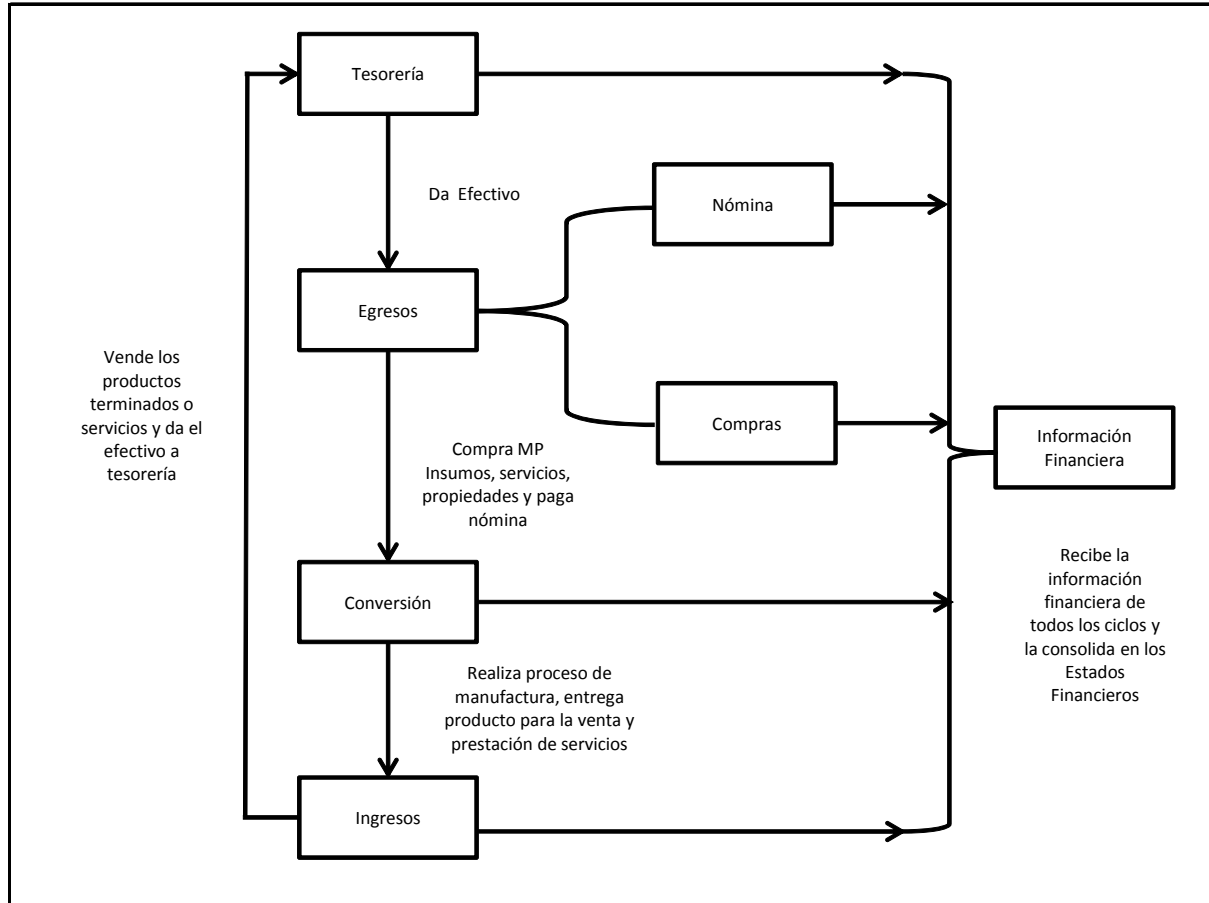 Tesorería
Da Efectivo
Nómina
Egresos
Vende los
productos
terminados o
servicios y da el
efectivo a
tesorería
Compras
Compra MP
Insumos, servicios,
propiedades y paga
nómina
Información
Financiera
Conversión
Recibe la
información
financiera de
todos los ciclos y
la consolida en los
Estados
Financieros
Realiza proceso de
manufactura, entrega
producto para la venta y
prestación de servicios
Ingresos